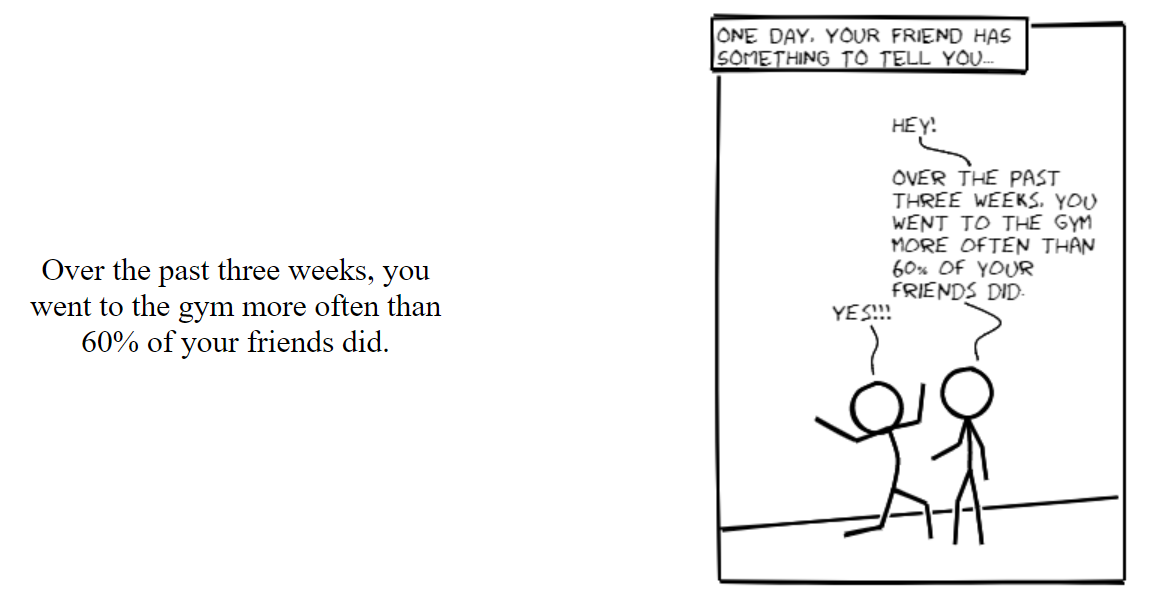 Over the past three weeks, you
went to the gym more often than
60% of your friends did.
ONE DAY, YOUR FRIEND HAS
SOMETHING TO TELL YOU...
HEY!
OVER THE PAST
THREE WEEKS, YOU
WENT TO THE GYM
MORE OFTEN THAN
60% OF YOUR
FRIENDS DID.
YES!!!